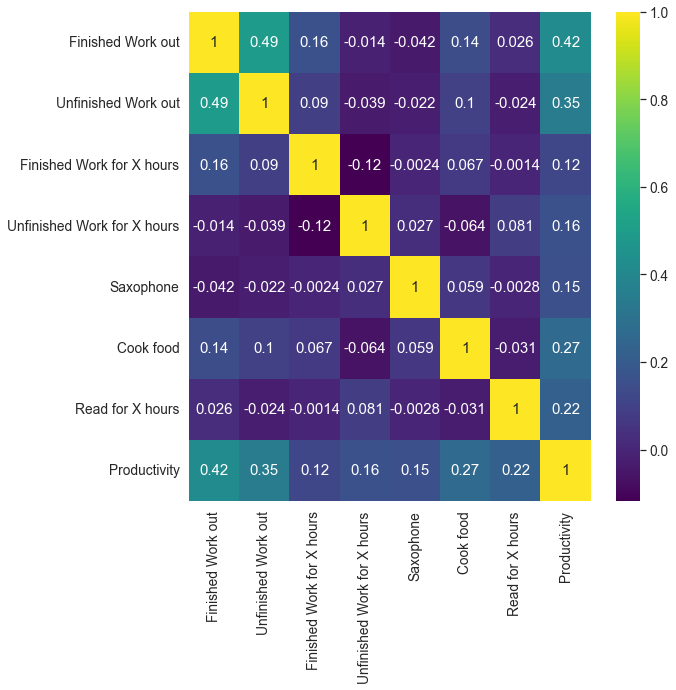 Finished Work out 1 0.49 0.16 -0.014 -0.042 0.14 0.026 0.42
Unfinished Work out 0.49 1 0.09 -0.039 -0.022 0.1 -0.024 0.35
Finished Work for X hours 0.16 0.09 1 -0.12 -0.0024 0.067 -0.0014 0.12
Unfinished Work for X hours -0.014 -0.039 -0.12 1 0.027 -0.064 0.081 0.16
Saxophone -0.042 -0.022 -0.0024 0.027 1 0.059 -0.0028 0.15
Cook food 0.14 0.1 0.067 -0.064 0.059 1 -0.031 0.27
Read for X hours 0.026 -0.024 -0.0014 0.081 -0.0028 -0.031 1 0.22
Productivity 0.42 0.35 0.12 0.16 0.15 0.27 0.22 1
Finished Work out
Unfinished Work out
Finished Work for X hours
Unfinished Work for X hours
Saxophone
Cook food
Read for X hours
Productivity
1.0
0.8
0.6
0.4
0.2
0.0